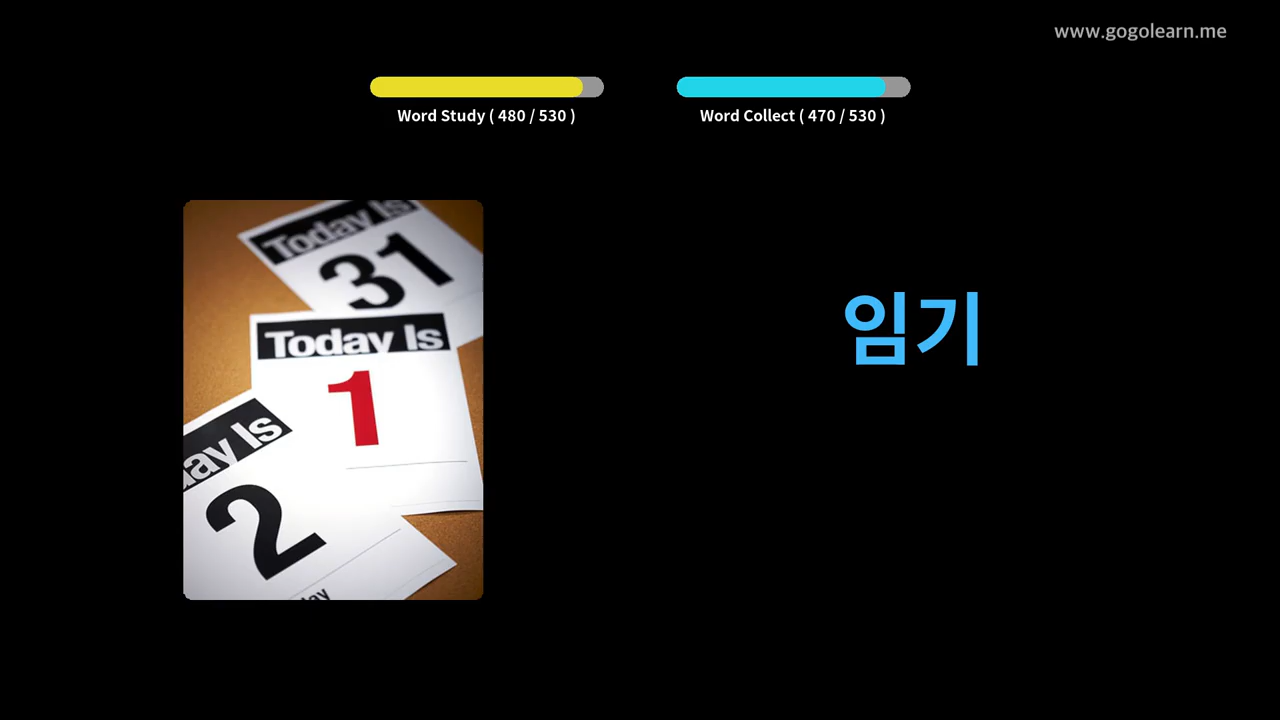 www.gogolearn.me
Word Study ( 480 / 530 )
Word Collect ( 470 / 530 )
Today Is
31
Today Is
1
ay Is
2
임기